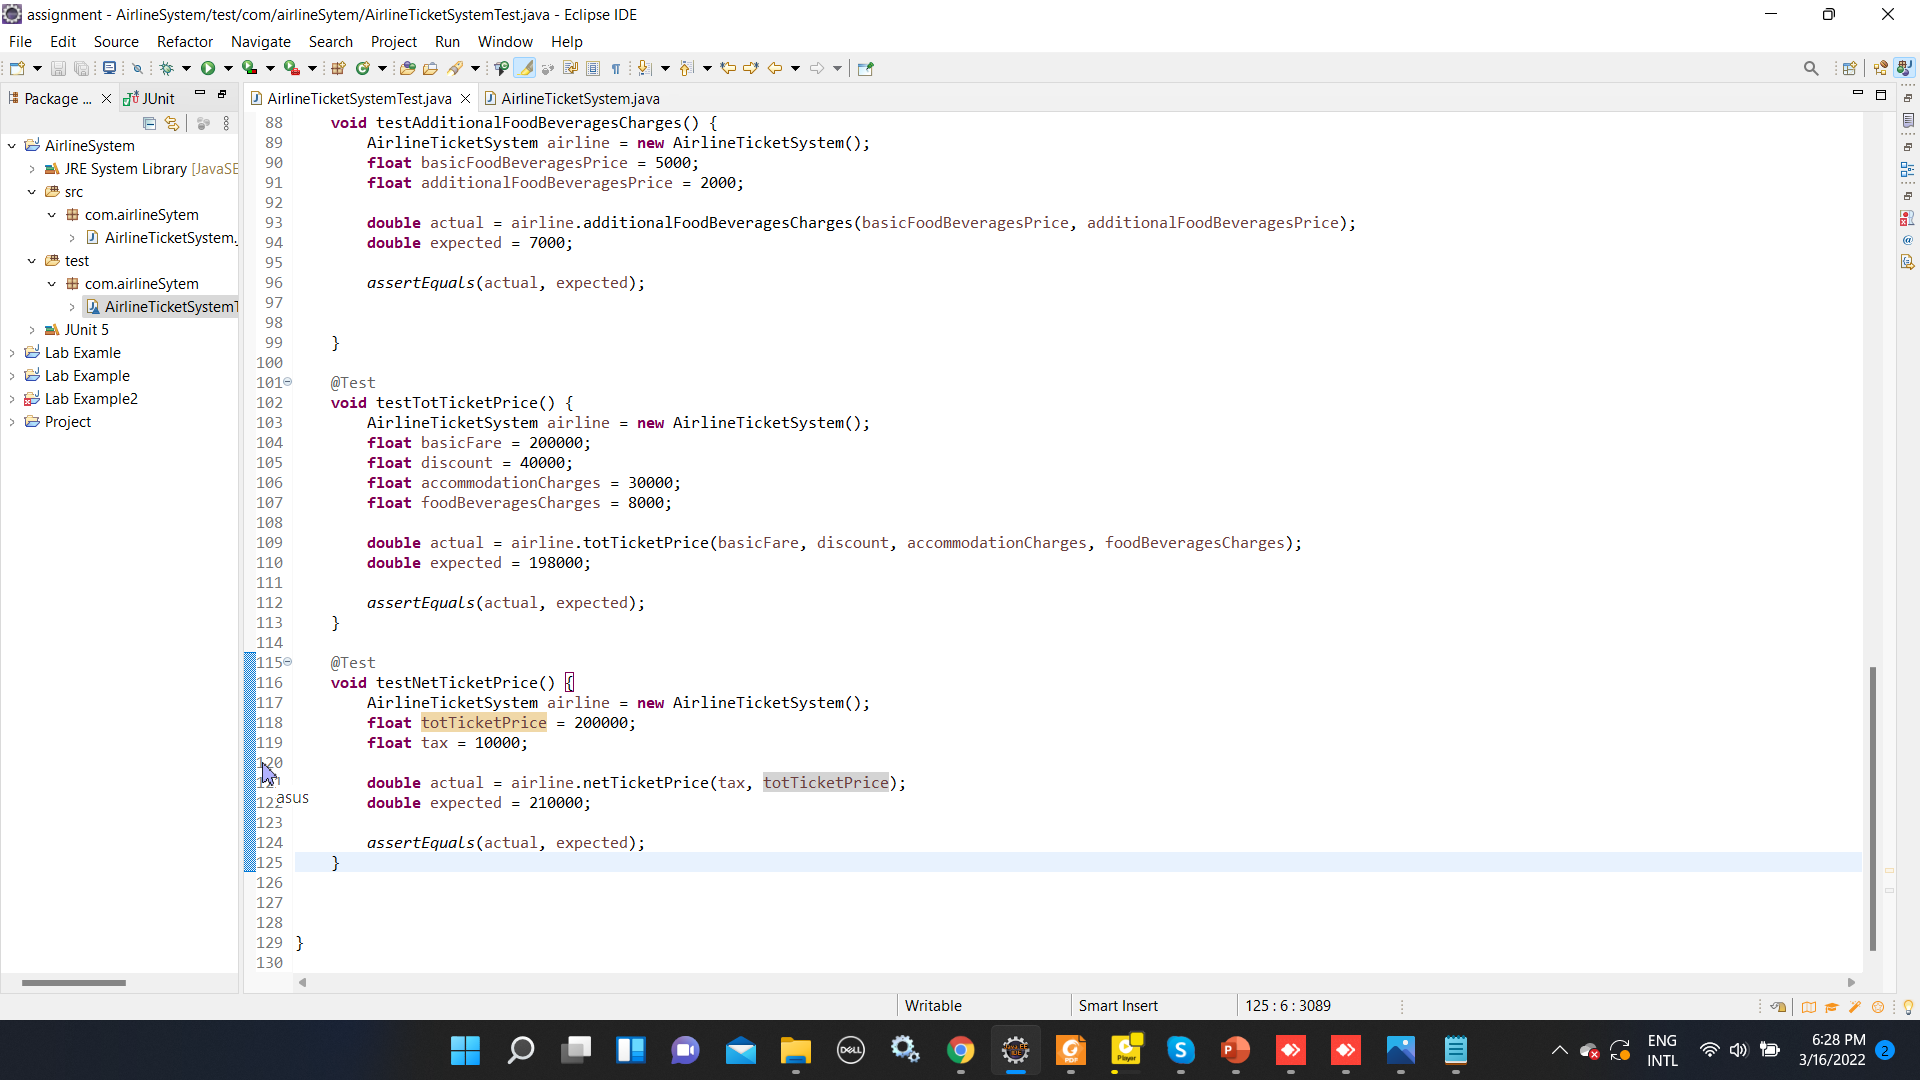 assignment - AirlineSystem/test/com/airlineSytem/AirlineTicketSystemTest.java - Eclipse IDE
File Edit Source Refactor Navigate Search Project Run Window Help
Package ... JUnit
AirlineTicketSystemTest.java AirlineTicketSystem.java
AirlineSystem
JRE System Library [JavaSE
src
com.airlineSytem
AirlineTicketSystem.
test
com.airlineSytem
AirlineTicketSystemT
JUnit 5
Lab Examle
Lab Example
Lab Example2
Project
88 void testAdditionalFoodBeveragesCharges() {
89 AirlineTicketSystem airline = new AirlineTicketSystem();
90 float basicFoodBeveragesPrice = 5000;
91 float additionalFoodBeveragesPrice = 2000;
92
93 double actual = airline.additionalFoodBeveragesCharges(basicFoodBeveragesPrice, additionalFoodBeveragesPrice);
94 double expected = 7000;
95
96 assertEquals(actual, expected);
97
98
99 }
100
101 @Test
102 void testTotTicketPrice() {
103 AirlineTicketSystem airline = new AirlineTicketSystem();
104 float basicFare = 200000;
105 float discount = 40000;
106 float accommodationCharges = 30000;
107 float foodBeveragesCharges = 8000;
108
109 double actual = airline.totTicketPrice(basicFare, discount, accommodationCharges, foodBeveragesCharges);
110 double expected = 198000;
111
112 assertEquals(actual, expected);
113 }
114
115 @Test
116 void testNetTicketPrice() {
117 AirlineTicketSystem airline = new AirlineTicketSystem();
118 float totTicketPrice = 200000;
119 float tax = 10000;
120
121 double actual = airline.netTicketPrice(tax, totTicketPrice);
122 double expected = 210000;
asus
123
124 assertEquals(actual, expected);
125 }
126
127
128
129 }
130
Writable Smart Insert 125 : 6 : 3089
DELL
PDF
Player
ENG
INTL
6:28 PM
3/16/2022
2